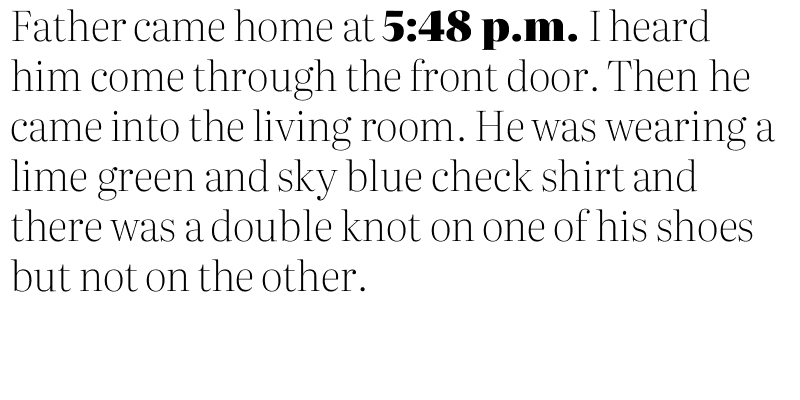 Father came home at 5:48 p.m. I heard
him come through the front door. Then he
came into the living room. He was wearing a
lime green and sky blue check shirt and
there was a double knot on one of his shoes
but not on the other.